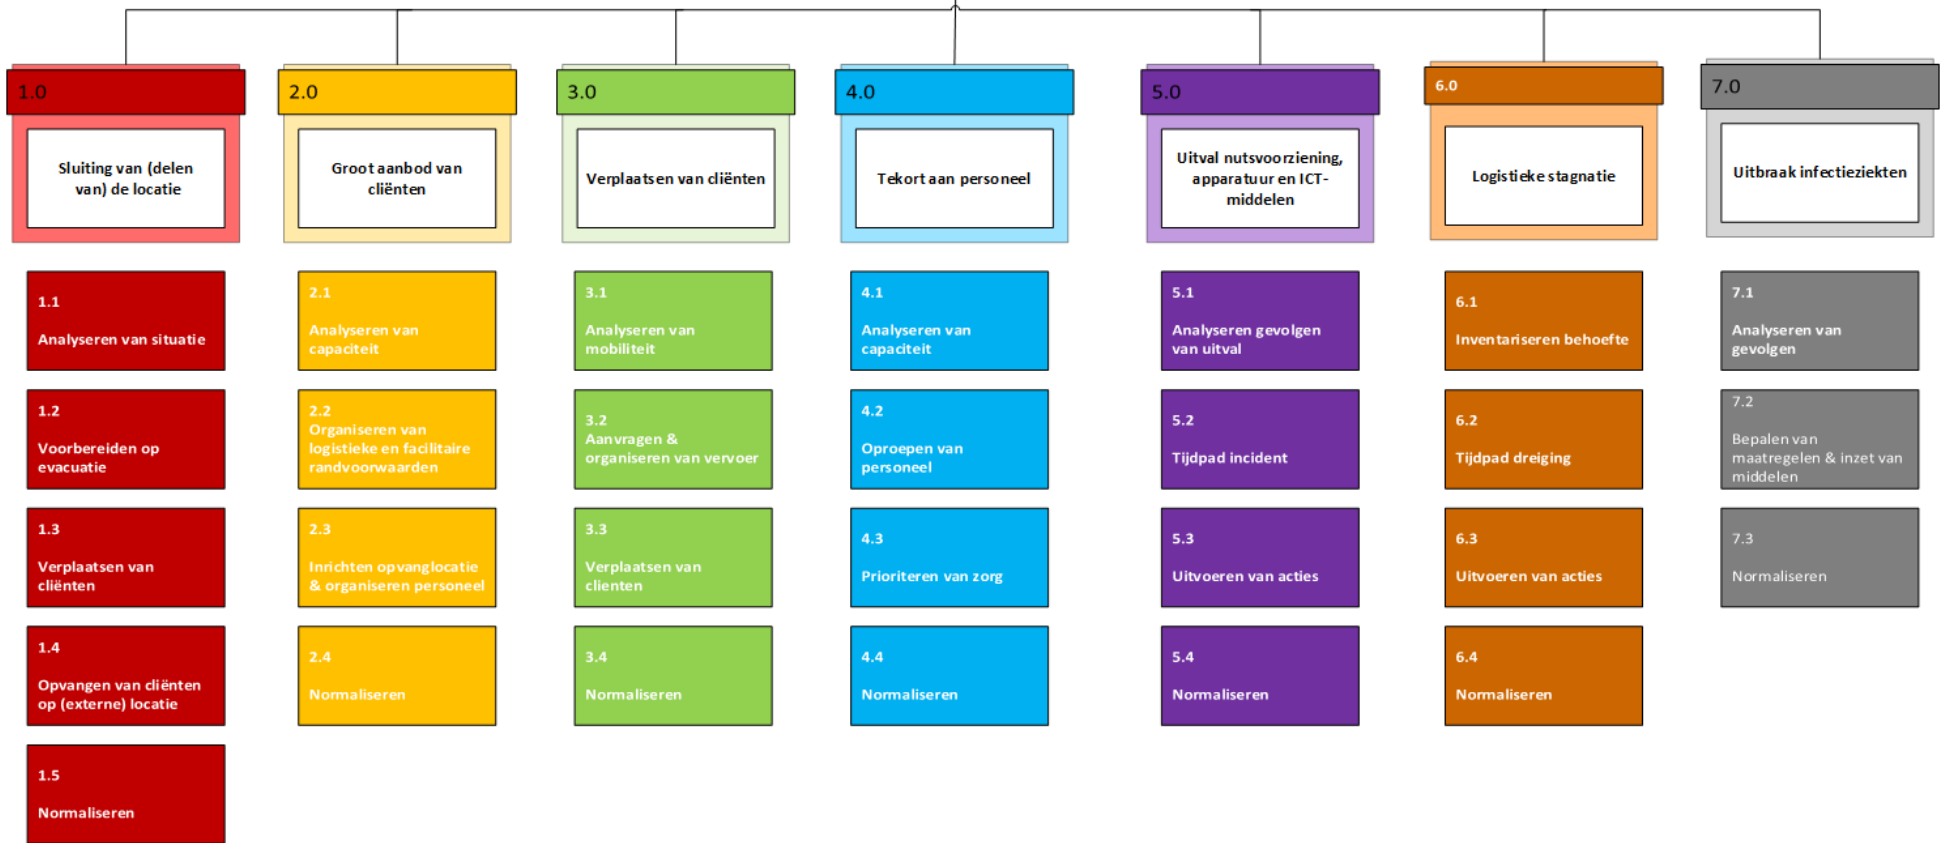 1.0
Sluiting van (delen
van) de locatie
1.1
Analyseren van situatie
1.2
Voorbereiden op
evacuatie
1.3
Verplaatsen van
cliënten
1.4
Opvangen van cliënten
op (externe) locatie
1.5
Normaliseren
2.0
Groot aanbod van
cliënten
2.1
Analyseren van
capaciteit
2.2
Organiseren van
logistieke en facilitaire
randvoorwaarden
2.3
Inrichten opvanglocatie
& organiseren personeel
2.4
Normaliseren
3.0
Verplaatsen van cliënten
3.1
Analyseren van
mobiliteit
3.2
Aanvragen &
organiseren van vervoer
3.3
Verplaatsen van
clienten
3.4
Normaliseren
4.0
Tekort aan personeel
4.1
Analyseren van
capaciteit
4.2
Oproepen van
personeel
4.3
Prioriteren van zorg
4.4
Normaliseren
5.0
Uitval nutsvoorziening,
apparatuur en ICT-
middelen
5.1
Analyseren gevolgen
van uitval
5.2
Tijdpad incident
5.3
Uitvoeren van acties
5.4
Normaliseren
6.0
Logistieke stagnatie
6.1
Inventariseren behoefte
6.2
Tijdpad dreiging
6.3
Uitvoeren van acties
6.4
Normaliseren
7.0
Uitbraak infectieziekten
7.1
Analyseren van
gevolgen
7.2
Bepalen van
maatregelen & inzet van
middelen
7.3
Normaliseren